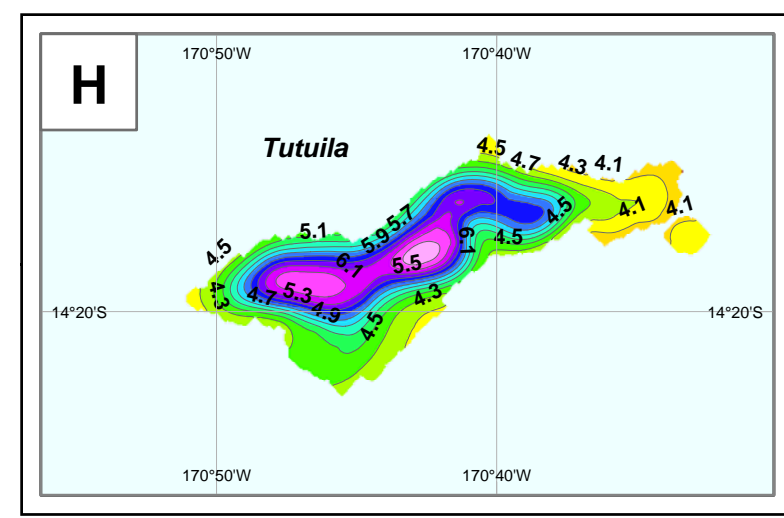 H
170°50'W 170°40'W
Tutuila
4.5 4.7 4.3 4.1
5.7 5.1 5.9 4.5 4.1 4.1
4.5 6.1 6.1 4.5
5.5
4.3 4.7 5.3 4.3
4.9 4.5
14°20'S 14°20'S
170°50'W 170°40'W